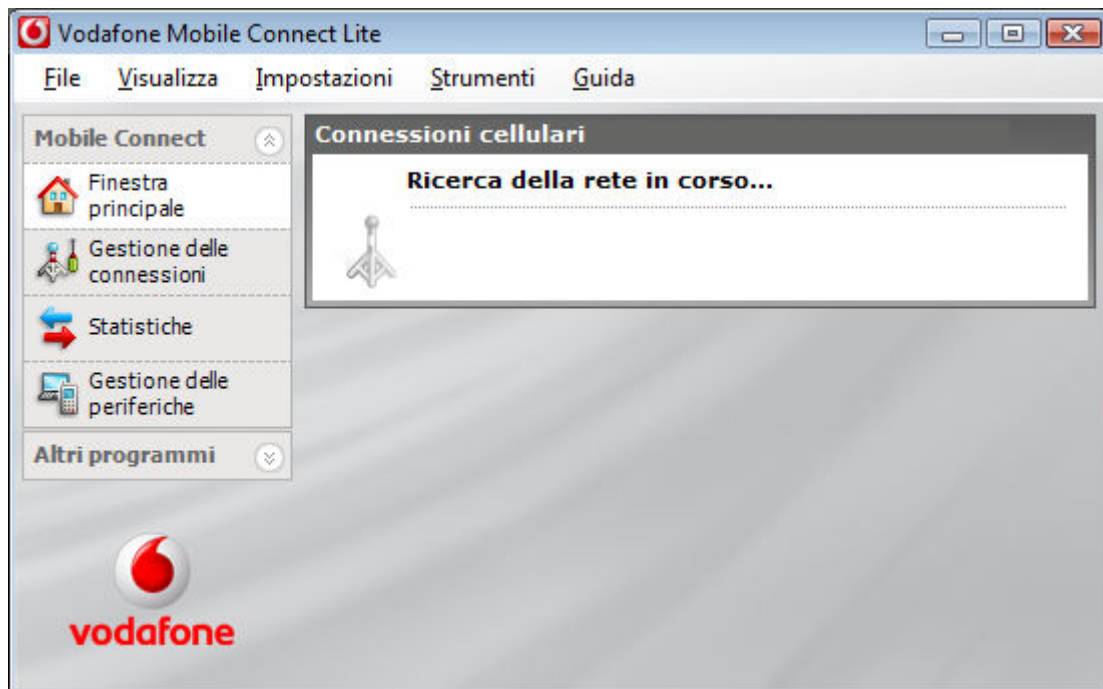 Vodafone Mobile Connect Lite
File Visualizza Impostazioni Strumenti Guida
Mobile Connect
Finestra
principale
Gestione delle
connessioni
Statistiche
Gestione delle
periferiche
Altri programmi
vodafone
Connessioni cellulari
Ricerca della rete in corso...